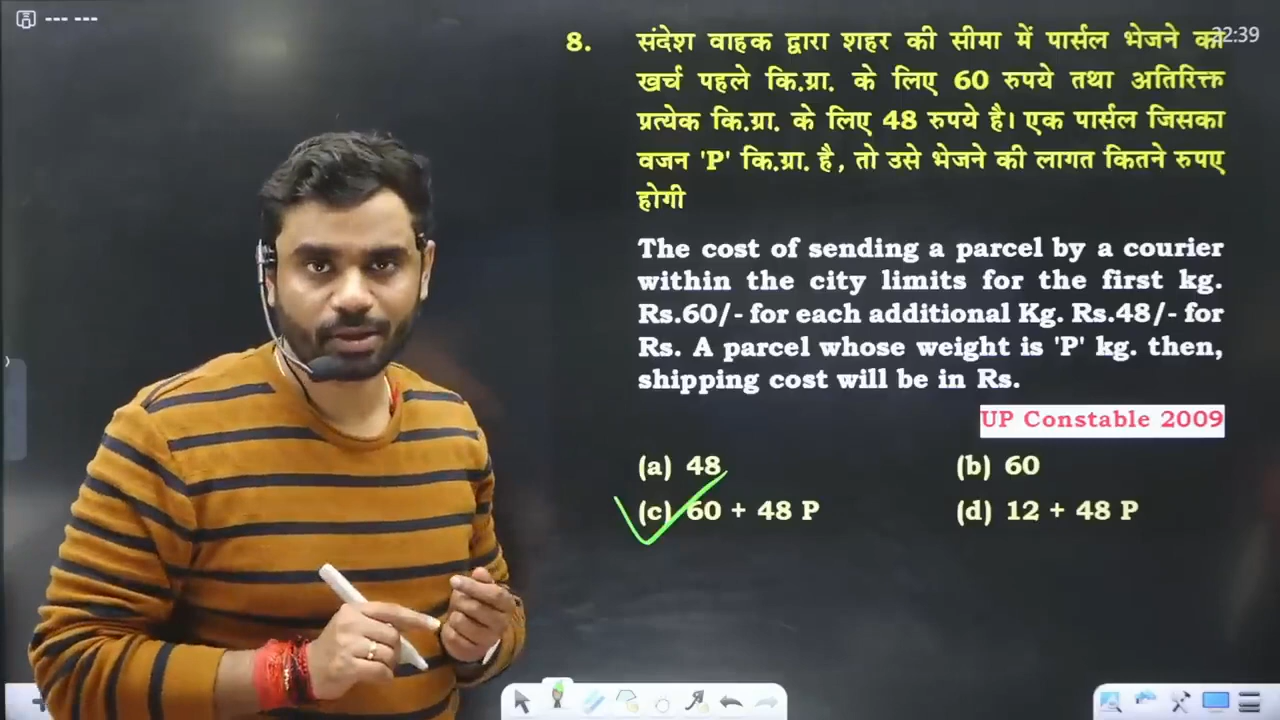 22:39
8. संदेश वाहक द्वारा शहर की सीमा में पार्सल भेजने का
खर्च पहले कि.ग्रा. के लिए 60 रुपये तथा अतिरिक्त
प्रत्येक कि.ग्रा. के लिए 48 रुपये है। एक पार्सल जिसका
वजन 'P' कि.ग्रा. है, तो उसे भेजने की लागत कितने रुपए
होगी
The cost of sending a parcel by a courier
within the city limits for the first kg.
Rs.60/- for each additional Kg. Rs.48/- for
Rs. A parcel whose weight is 'P' kg. then,
shipping cost will be in Rs.
UP Constable 2009
(a) 48 (b) 60
(c) 60 + 48 P (d) 12 + 48 P